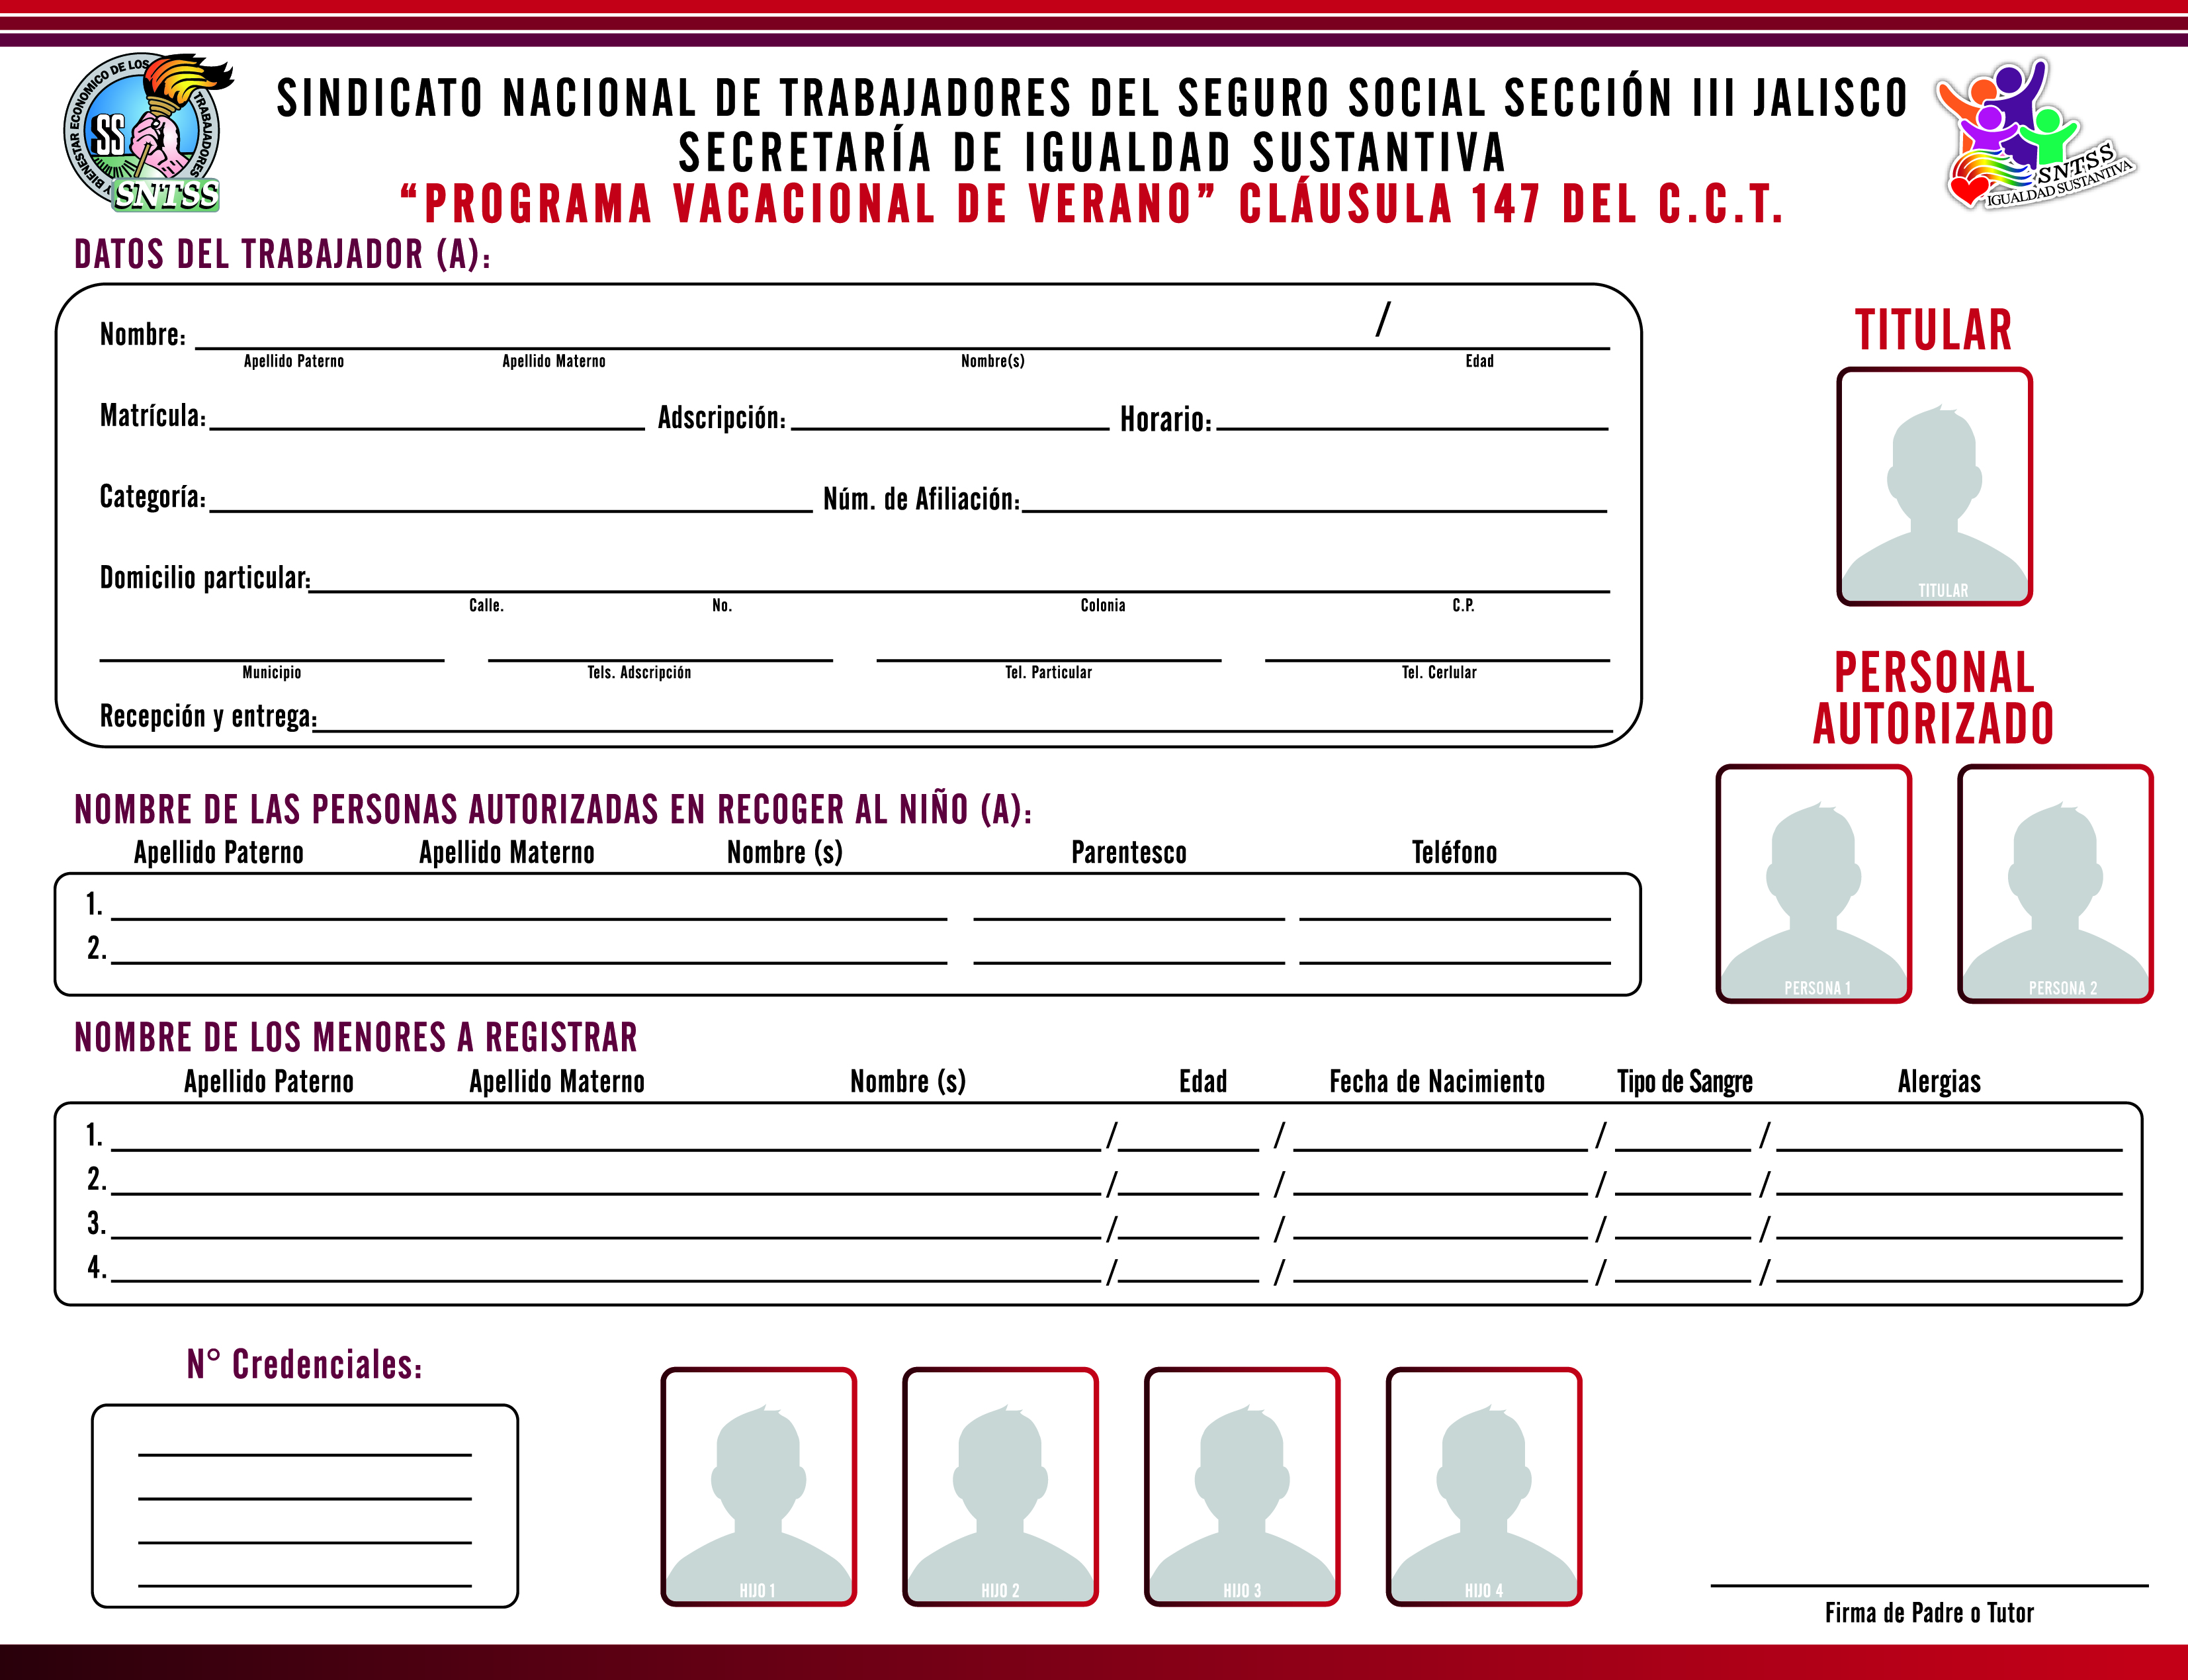 Y BIENESTAR ECONOMICO DE LOS TRABAJADORES
SS
SNTSS
SINDICATO NACIONAL DE TRABAJADORES DEL SEGURO SOCIAL SECCIÓN III JALISCO
SECRETARÍA DE IGUALDAD SUSTANTIVA
“PROGRAMA VACACIONAL DE VERANO” CLÁUSULA 147 DEL C.C.T.
SNTSS
IGUALDAD SUSTANTIVA
DATOS DEL TRABAJADOR (A):
Nombre: /
Apellido Paterno Apellido Materno Nombre(s) Edad
Matrícula: Adscripción: Horario:
Categoría: Núm. de Afiliación:
Domicilio particular:
Calle. No. Colonia C.P.
Municipio Tels. Adscripción Tel. Particular Tel. Cerlular
Recepción y entrega:
TITULAR
TITULAR
PERSONAL
AUTORIZADO
PERSONA 1 PERSONA 2
NOMBRE DE LAS PERSONAS AUTORIZADAS EN RECOGER AL NIÑO (A):
Apellido Paterno Apellido Materno Nombre (s) Parentesco Teléfono
1.
2.
NOMBRE DE LOS MENORES A REGISTRAR
Apellido Paterno Apellido Materno Nombre (s) Edad Fecha de Nacimiento Tipo de Sangre Alergias
1. / / / /
2. / / / /
3. / / / /
4. / / / /
N° Credenciales:
HIJO 1 HIJO 2 HIJO 3 HIJO 4
Firma de Padre o Tutor